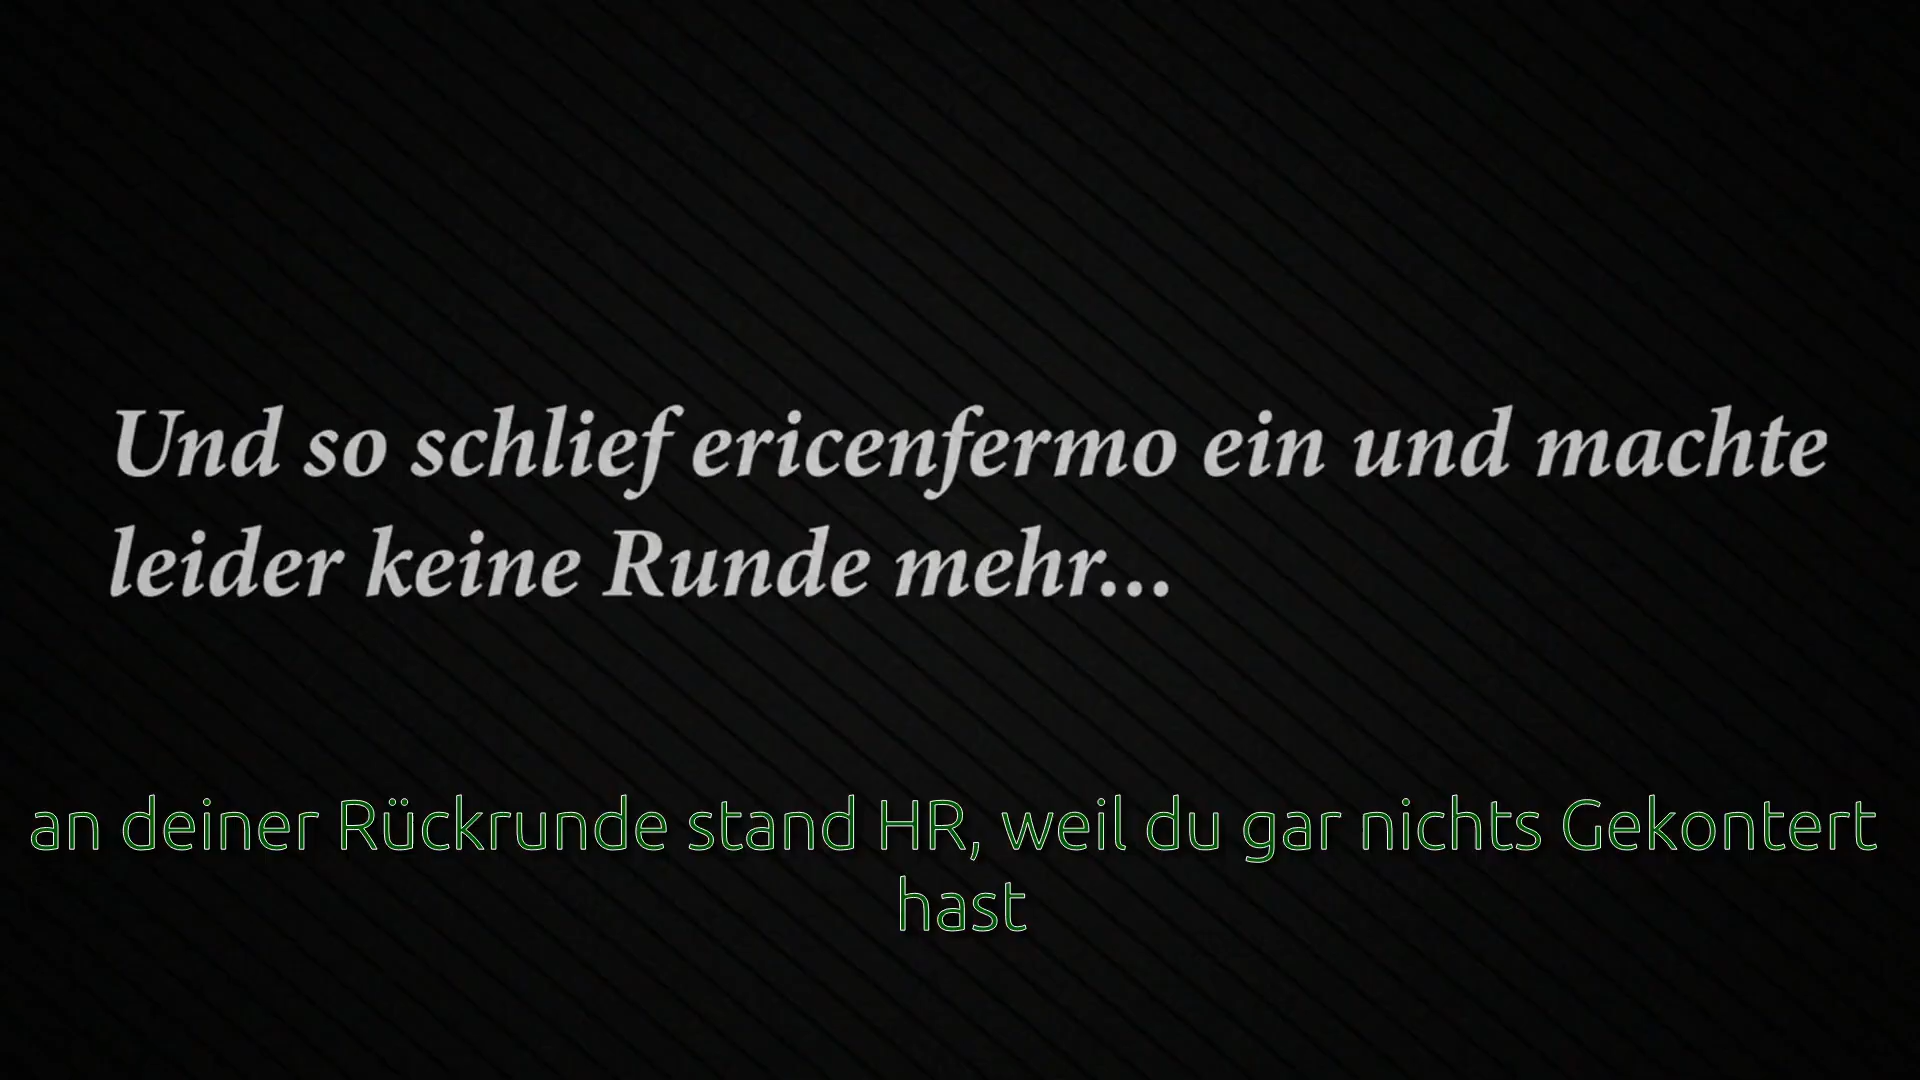 Und so schlief ericenfermo ein und machte
leider keine Runde mehr...
an deiner Rückrunde stand HR, weil du gar nichts Gekontert
hast